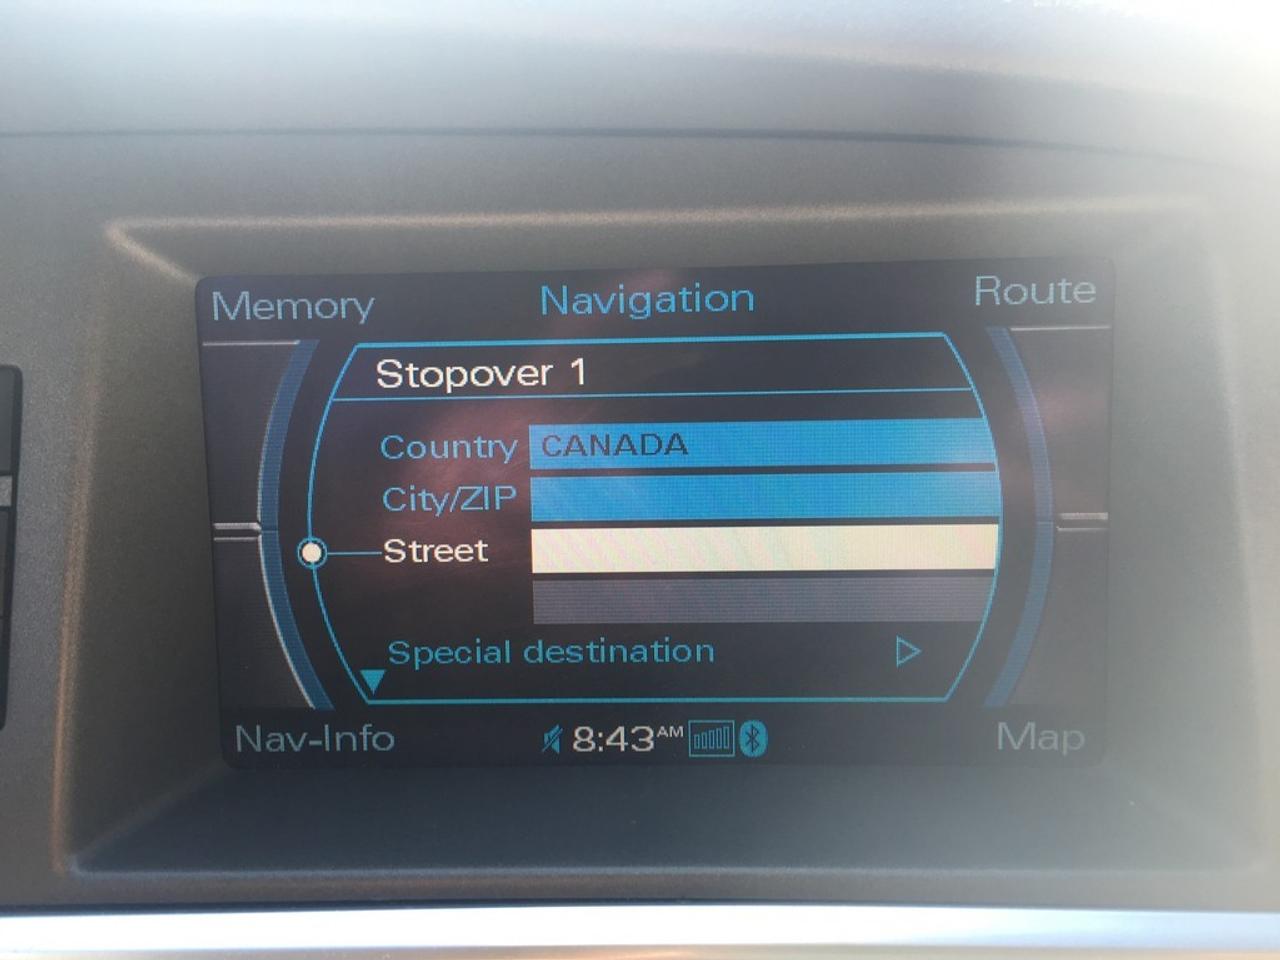 Memory Navigation Route
Stopover 1
Country CANADA
City/ZIP
Street
Special destination
Nav-Info 8:43AM Map